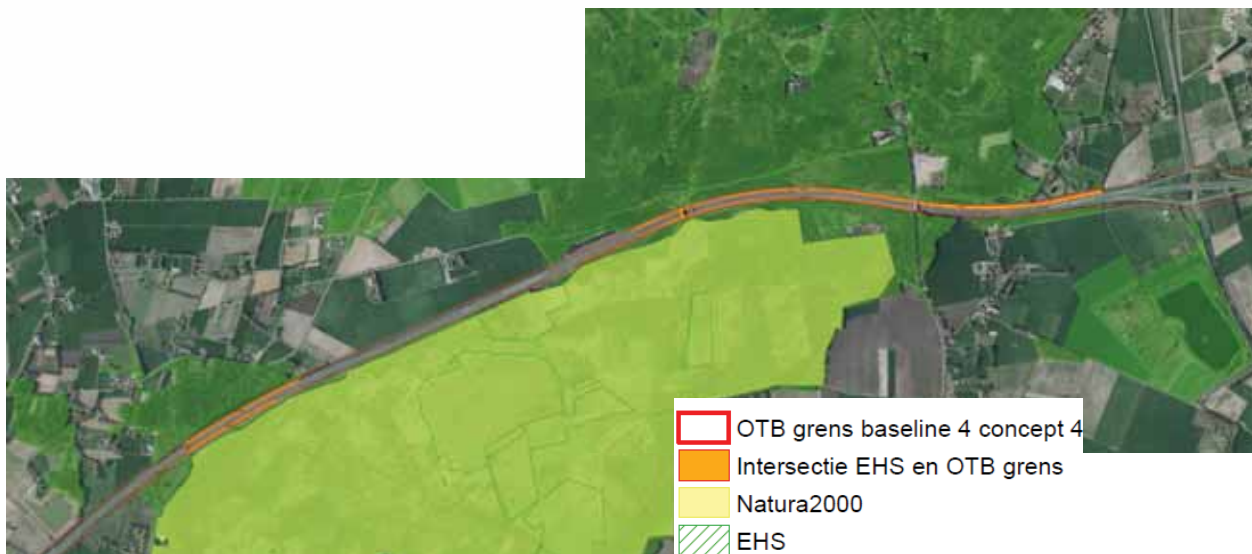 OTB grens baseline 4 concept 4
Intersectie EHS en OTB grens
Natura2000
EHS